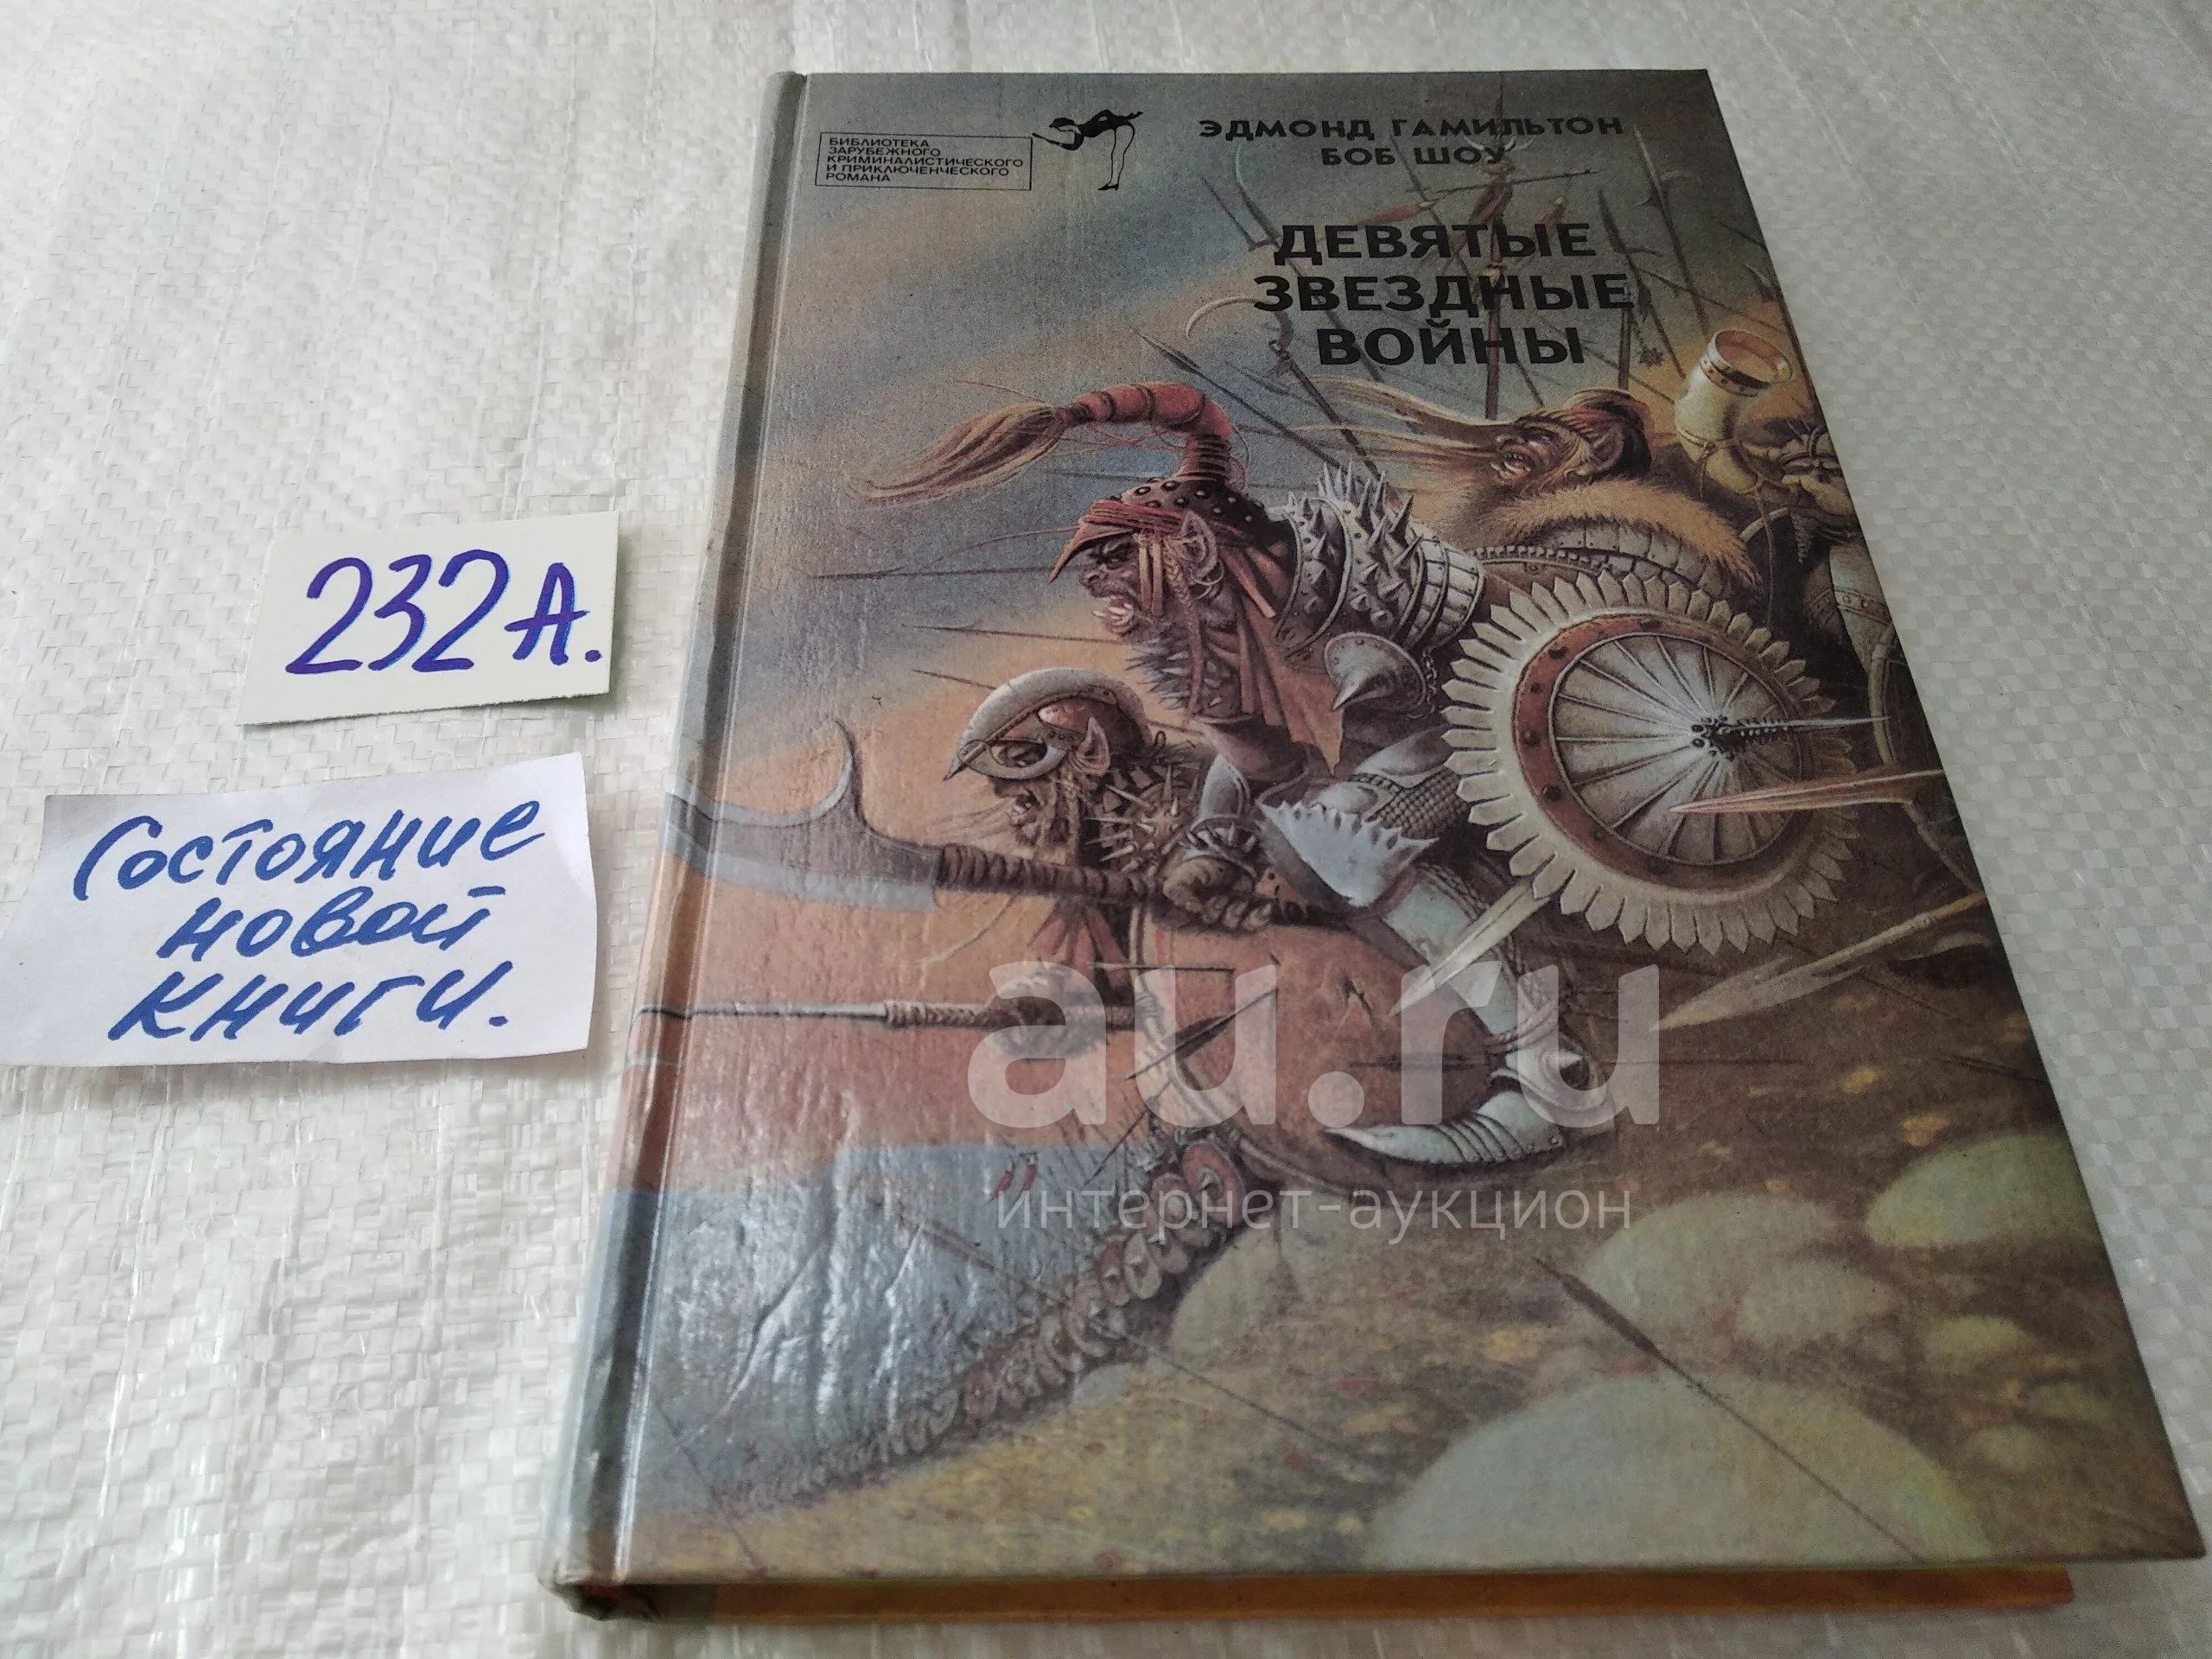 БИБЛИОТЕКА
ЗАРУБЕЖНОГО
КРИМИНАЛИСТИЧЕСКОГО
И ПРИКЛЮЧЕНЧЕСКОГО
РОМАНА
ЭДМОНД ГАМИЛЬТОН
БОБ ШОУ
ДЕВЯТЫЕ
ЗВЕЗДНЫЕ
ВОЙНЫ
232А.
Состояние
новой
книги.
au.ru
интернет-аукцион